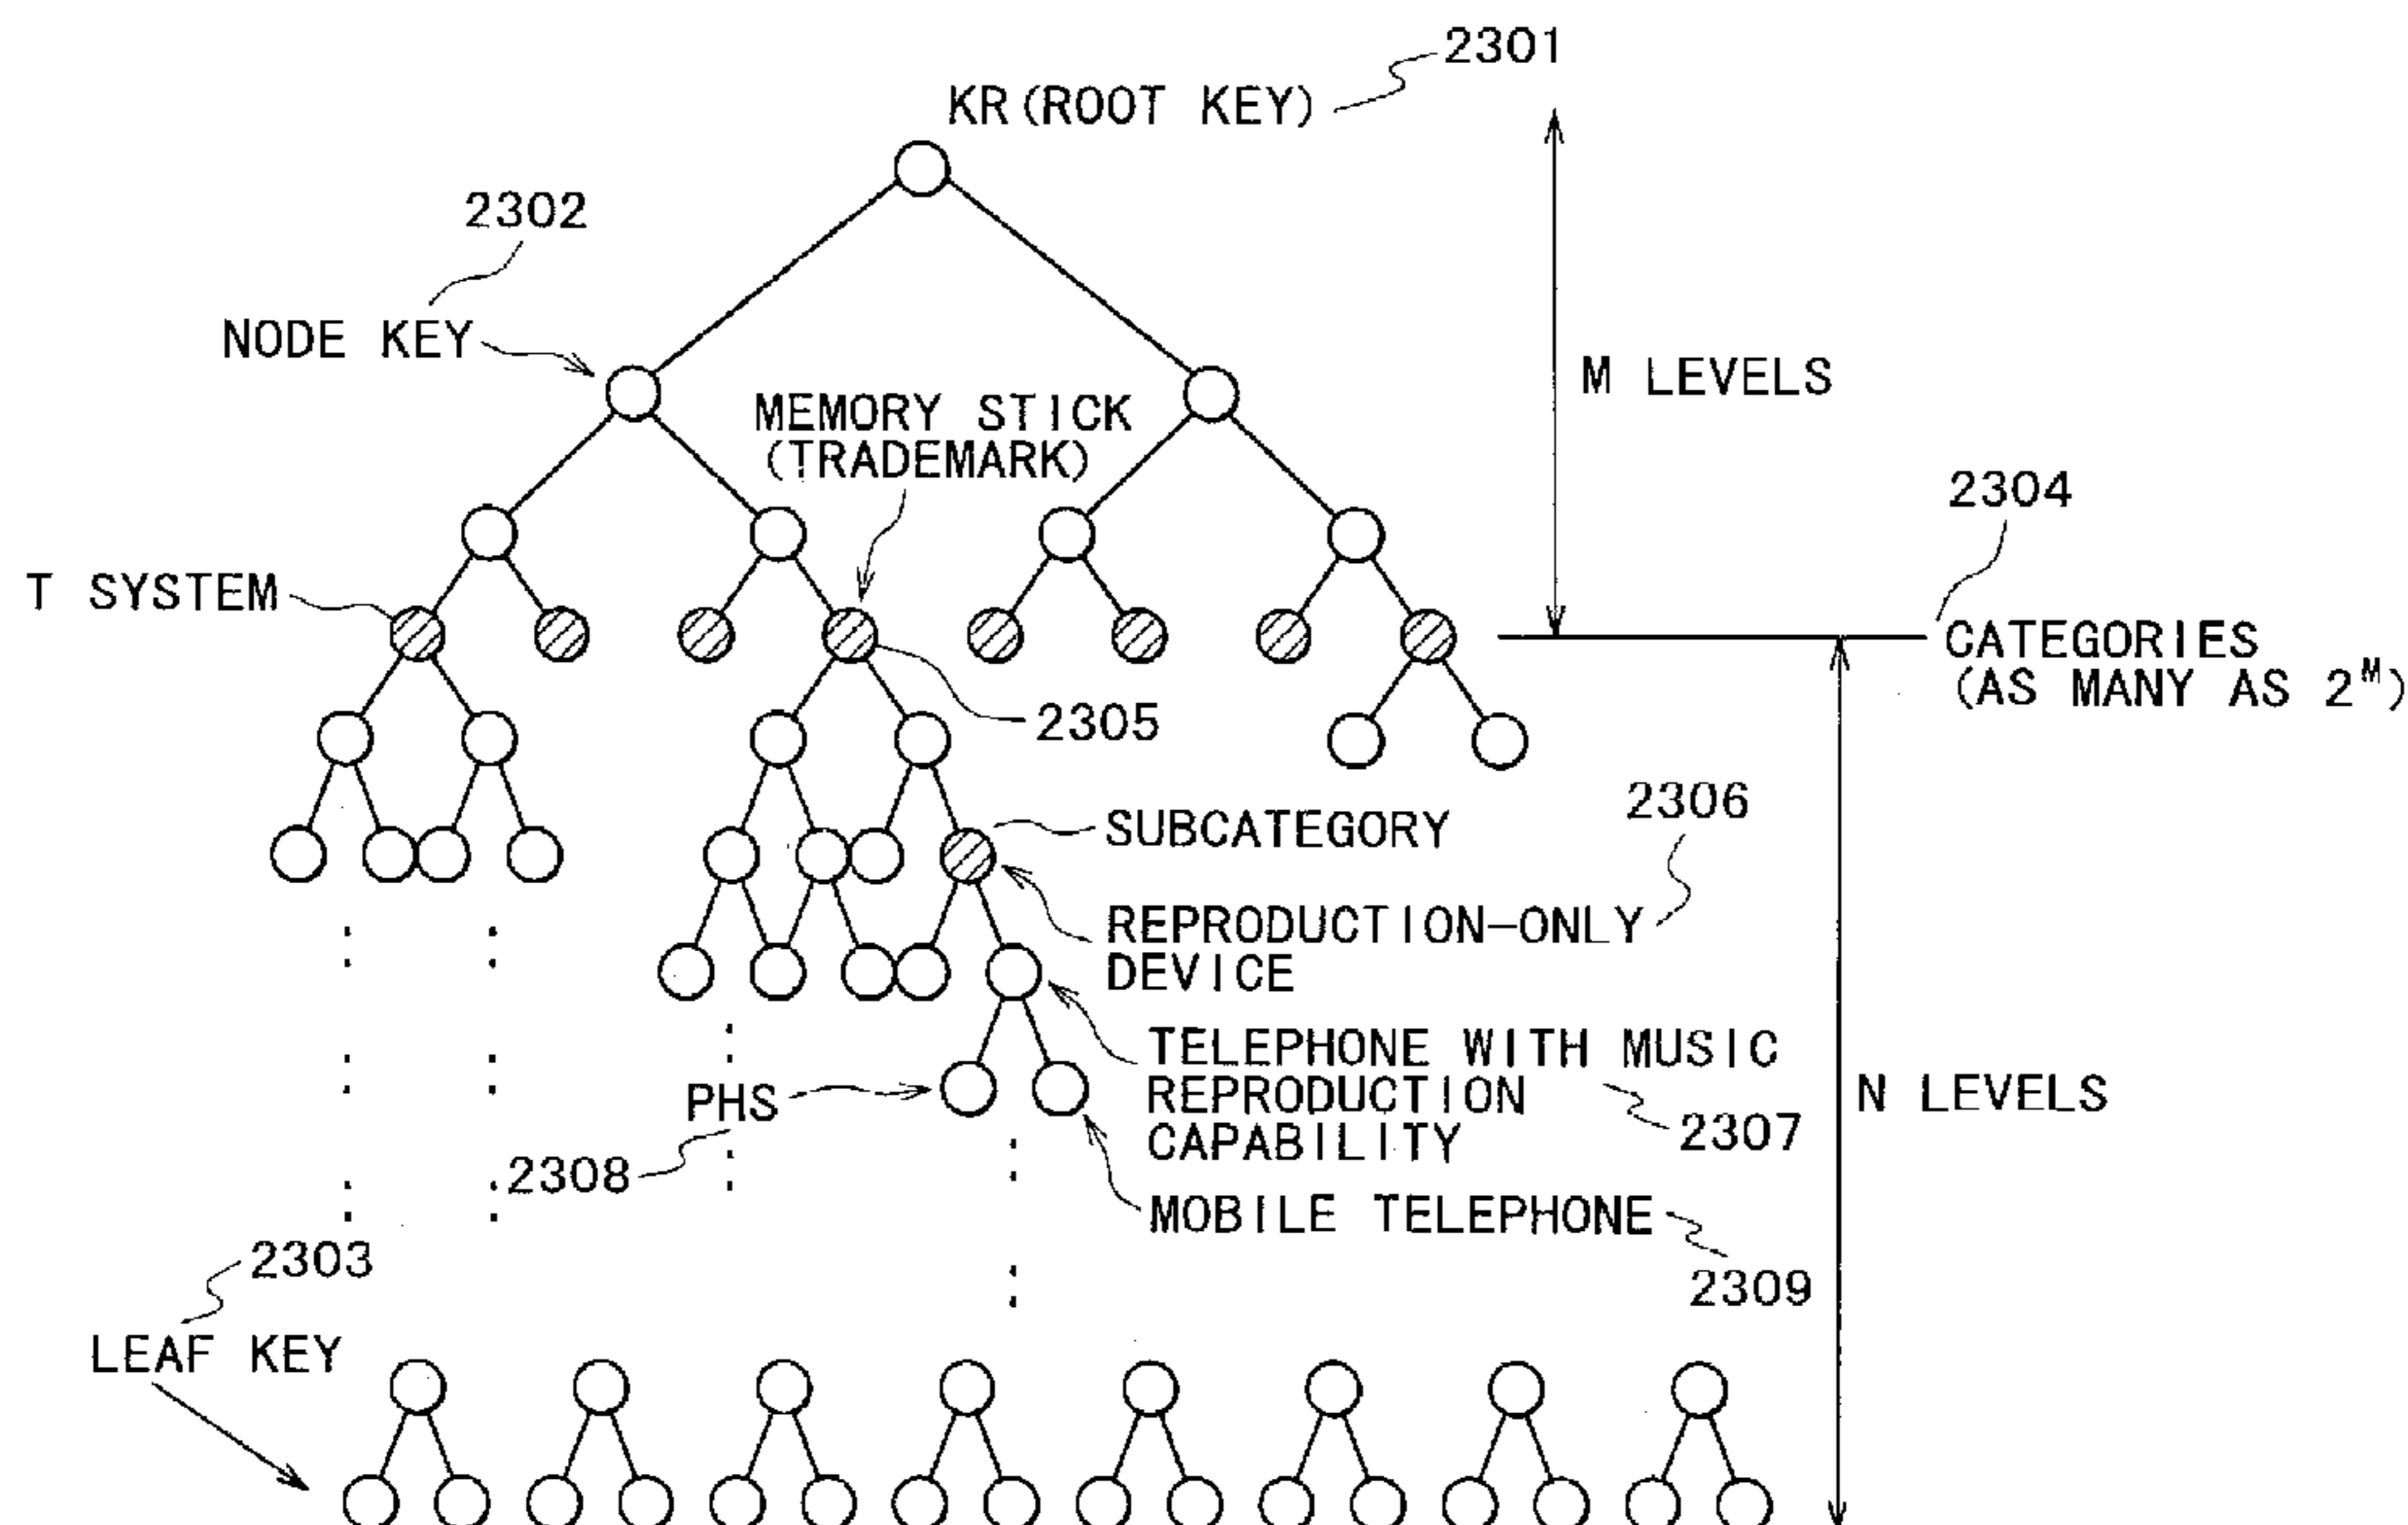 2301
KR(ROOT KEY)
2302
NODE KEY
M LEVELS
MEMORY STICK
(TRADEMARK)
2304
T SYSTEM
CATEGORIES
(AS MANY AS 2^M)
2305
2306
SUBCATEGORY
REPRODUCTION-ONLY
DEVICE
TELEPHONE WITH MUSIC
REPRODUCTION
CAPABILITY
2307
PHS
2308
N LEVELS
MOBILE TELEPHONE
2309
2303
LEAF KEY